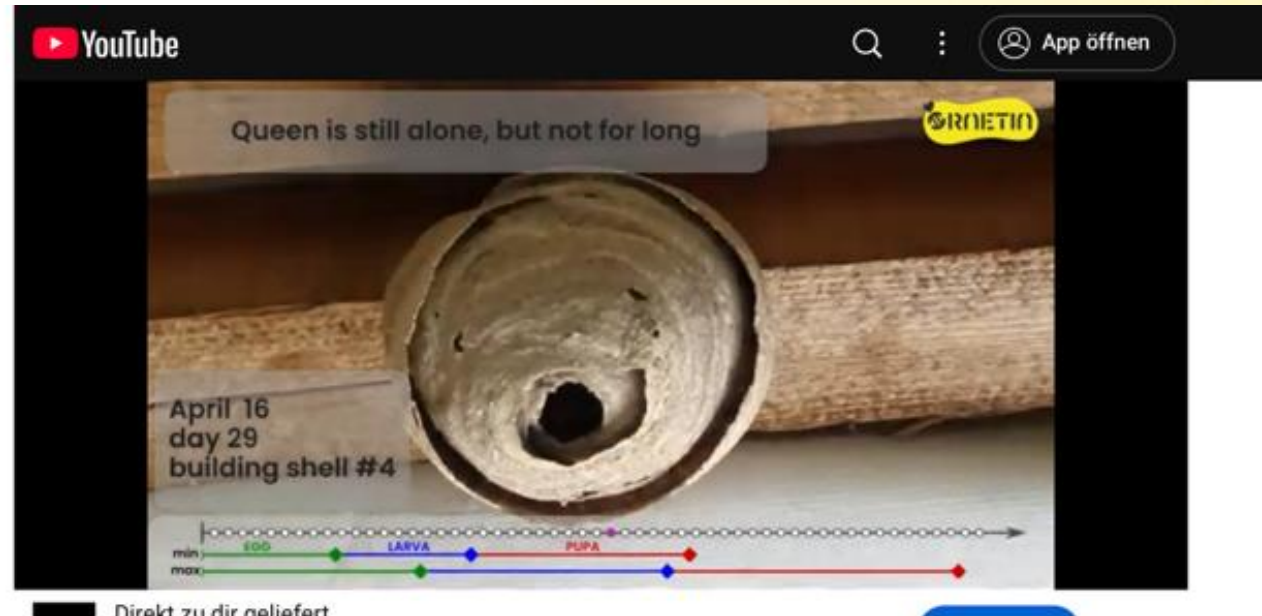 YouTube
App öffnen
Queen is still alone, but not for long
ORNETIN
April 16
day 29
building shell #4
EGG LARVA PUPA
min
max
Direkt zu dir geliefert